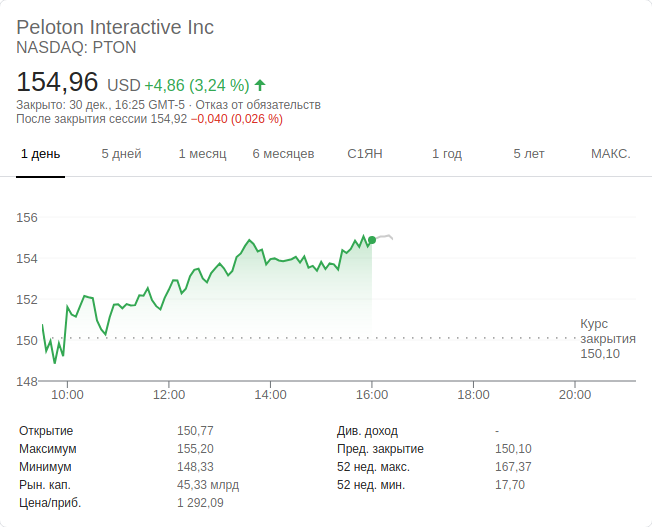 Peloton Interactive Inc
NASDAQ: PTON
154,96 USD +4,86 (3,24 %)
Закрыто: 30 дек., 16:25 GMT-5 · Отказ от обязательств
После закрытия сессии 154,92 −0,040 (0,026 %)
1 день 5 дней 1 месяц 6 месяцев С1ЯН 1 год 5 лет МАКС.
156
154
152
150
148
Курс
закрытия
150,10
10:00 12:00 14:00 16:00 18:00 20:00
Открытие 150,77 Див. доход -
Максимум 155,20 Пред. закрытие 150,10
Минимум 148,33 52 нед. макс. 167,37
Рын. кап. 45,33 млрд 52 нед. мин. 17,70
Цена/приб. 1 292,09